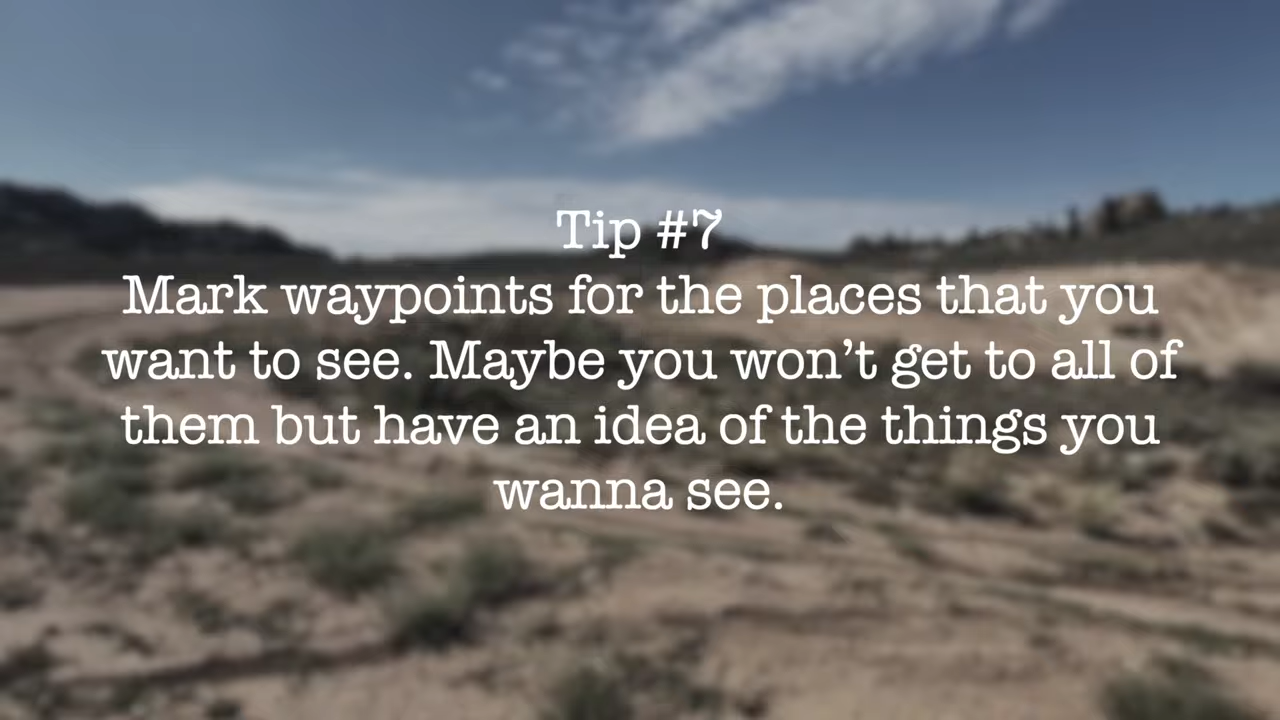 Tip #7
Mark waypoints for the places that you
want to see. Maybe you won’t get to all of
them but have an idea of the things you
wanna see.